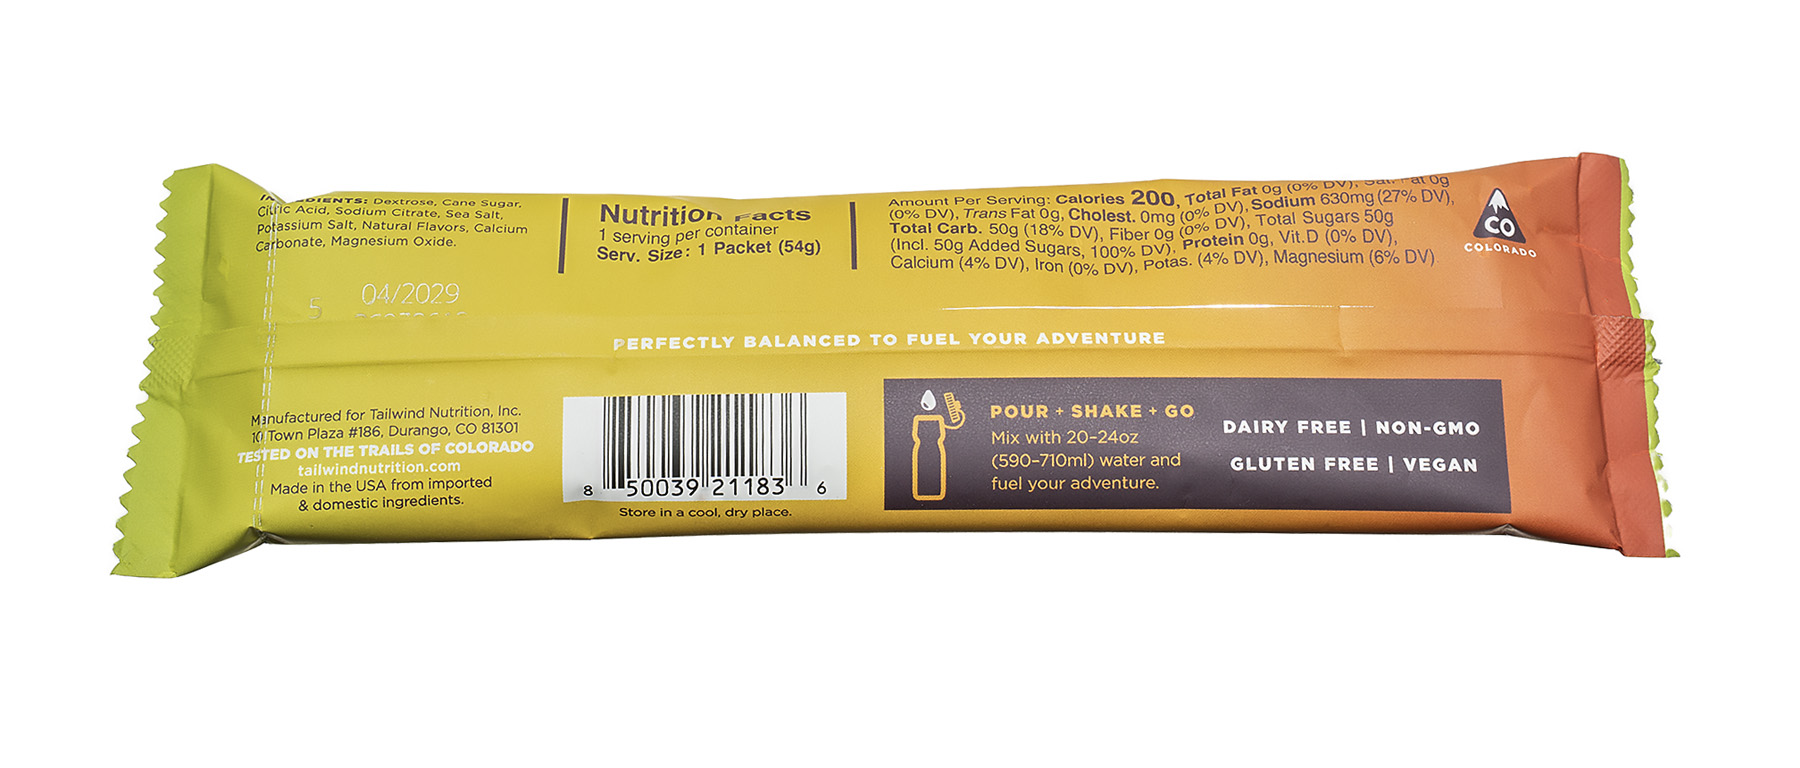 INGREDIENTS: Dextrose, Cane Sugar,
Citric Acid, Sodium Citrate, Sea Salt,
Potassium Salt, Natural Flavors, Calcium
Carbonate, Magnesium Oxide.
5 04/2029
Nutrition Facts
1 serving per container
Serv. Size: 1 Packet (54g)
Amount Per Serving: Calories 200, Total Fat 0g (0% DV), Sat. Fat 0g
(0% DV), Trans Fat 0g, Cholest. 0mg (0% DV), Sodium 630mg (27% DV),
Total Carb. 50g (18% DV), Fiber 0g (0% DV), Total Sugars 50g
(Incl. 50g Added Sugars, 100% DV), Protein 0g, Vit.D (0% DV),
Calcium (4% DV), Iron (0% DV), Potas. (4% DV), Magnesium (6% DV)
CO
COLORADO
PERFECTLY BALANCED TO FUEL YOUR ADVENTURE
Manufactured for Tailwind Nutrition, Inc.
10 Town Plaza #186, Durango, CO 81301
TESTED ON THE TRAILS OF COLORADO
tailwindnutrition.com
Made in the USA from imported
& domestic ingredients.
8 50039 21183 6
Store in a cool, dry place.
POUR + SHAKE + GO
Mix with 20–24oz
(590–710ml) water and
fuel your adventure.
DAIRY FREE | NON-GMO
GLUTEN FREE | VEGAN